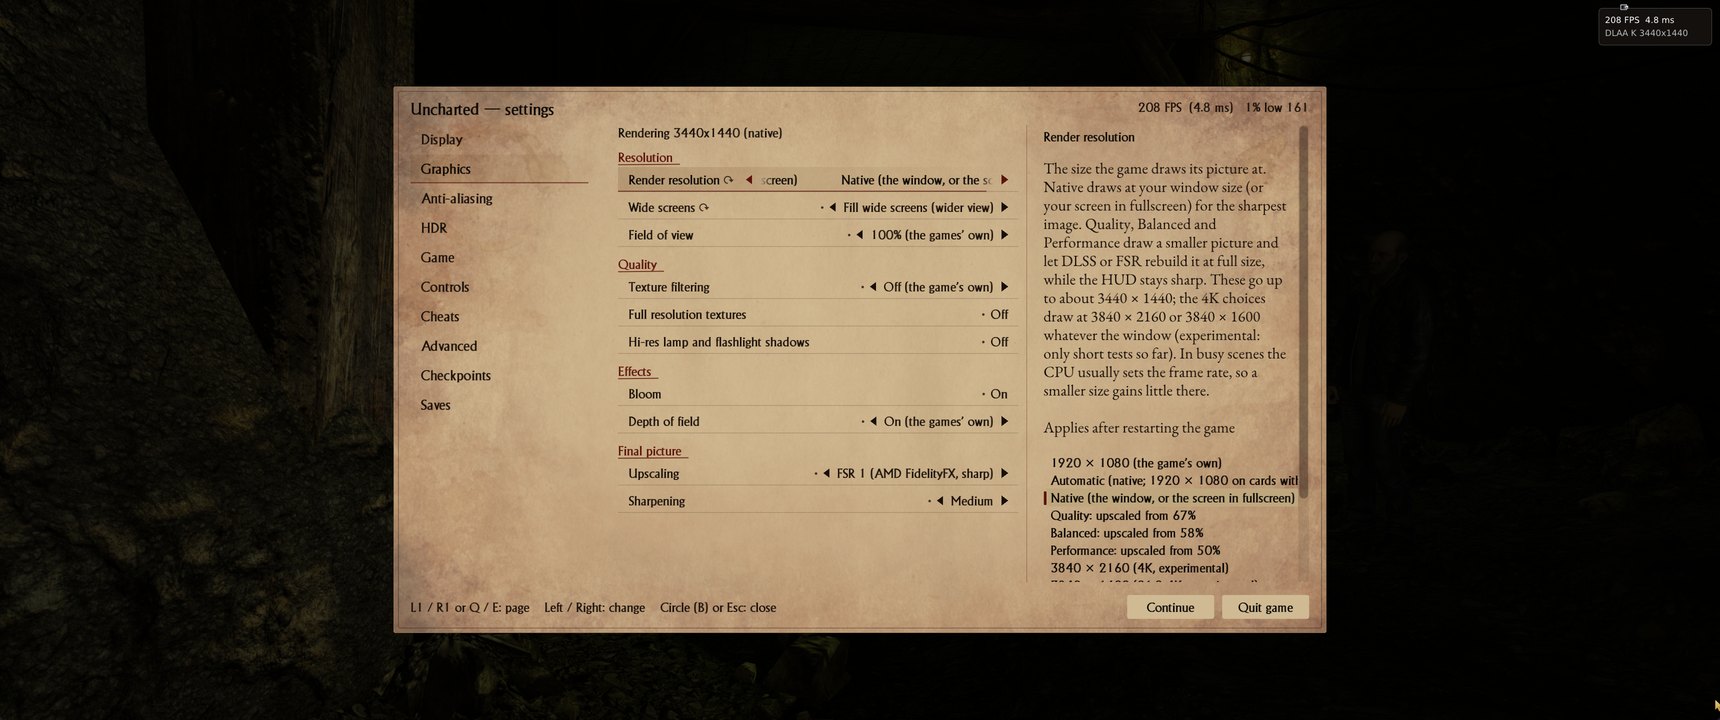 208 FPS 4.8 ms
DLAA K 3440x1440
Uncharted — settings
208 FPS (4.8 ms) 1% low 161
Display
Graphics
Anti-aliasing
HDR
Game
Controls
Cheats
Advanced
Checkpoints
Saves
Rendering 3440x1440 (native)
Resolution
Render resolution ⟳ ◀ screen) Native (the window, or the sc ▶
Wide screens ⟳ • ◀ Fill wide screens (wider view) ▶
Field of view • ◀ 100% (the games' own) ▶
Quality
Texture filtering • ◀ Off (the game's own) ▶
Full resolution textures • Off
Hi-res lamp and flashlight shadows • Off
Effects
Bloom • On
Depth of field • ◀ On (the games' own) ▶
Final picture
Upscaling • ◀ FSR 1 (AMD FidelityFX, sharp) ▶
Sharpening • ◀ Medium ▶
Render resolution
The size the game draws its picture at.
Native draws at your window size (or
your screen in fullscreen) for the sharpest
image. Quality, Balanced and
Performance draw a smaller picture and
let DLSS or FSR rebuild it at full size,
while the HUD stays sharp. These go up
to about 3440 × 1440; the 4K choices
draw at 3840 × 2160 or 3840 × 1600
whatever the window (experimental:
only short tests so far). In busy scenes the
CPU usually sets the frame rate, so a
smaller size gains little there.
Applies after restarting the game
1920 × 1080 (the game's own)
Automatic (native; 1920 × 1080 on cards with
Native (the window, or the screen in fullscreen)
Quality: upscaled from 67%
Balanced: upscaled from 58%
Performance: upscaled from 50%
3840 × 2160 (4K, experimental)
L1 / R1 or Q / E: page Left / Right: change Circle (B) or Esc: close
Continue
Quit game